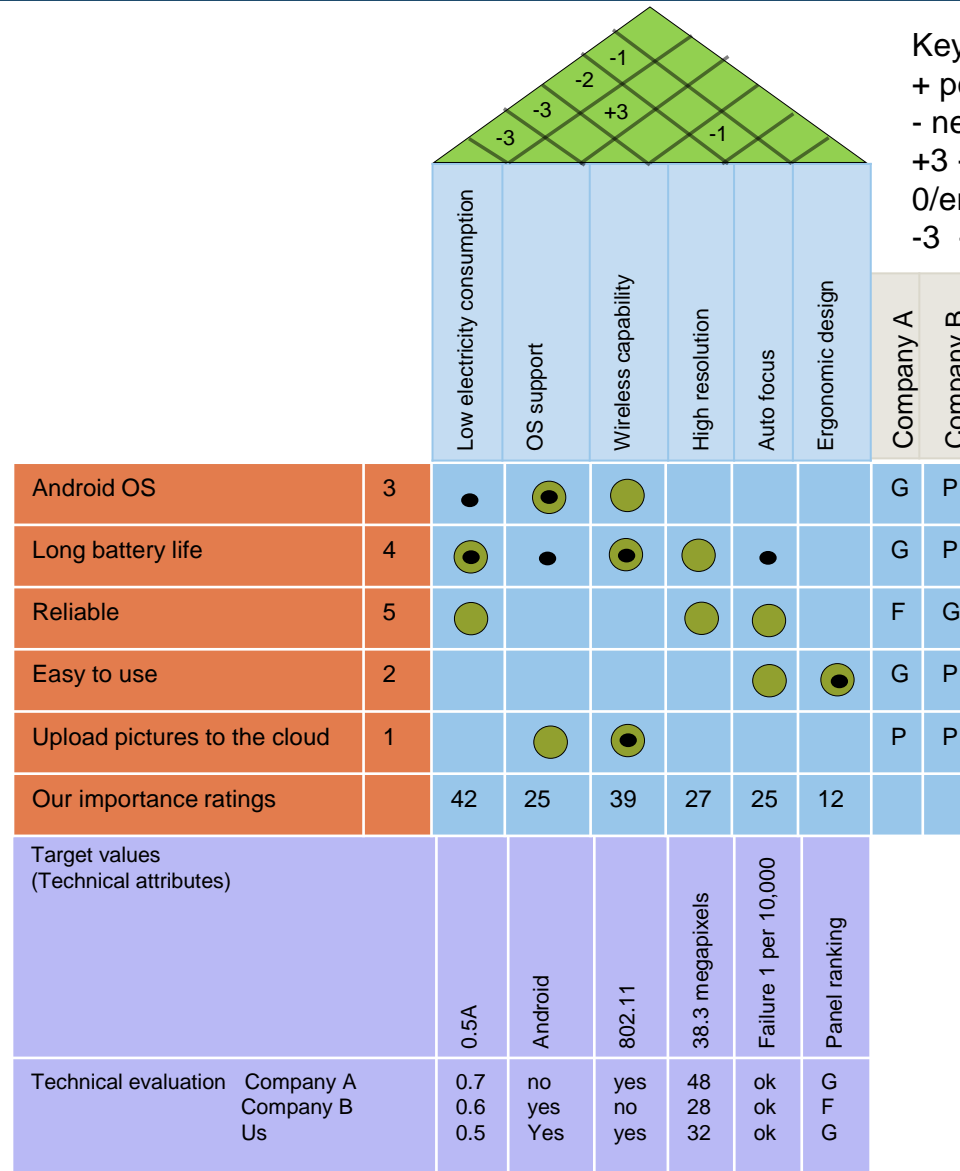 Key
+ po
- ne
+3 -
0/er
-3 -
-1
-2
-3 +3
-3 -1
Low electricity consumption
OS support
Wireless capability
High resolution
Auto focus
Ergonomic design
Company A
Company B
Android OS 3 G P
Long battery life 4 G P
Reliable 5 F G
Easy to use 2 G P
Upload pictures to the cloud 1 P P
Our importance ratings 42 25 39 27 25 12
Target values
(Technical attributes)
0.5A
Android
802.11
38.3 megapixels
Failure 1 per 10,000
Panel ranking
Technical evaluation Company A 0.7 no yes 48 ok G
Company B 0.6 yes no 28 ok F
Us 0.5 Yes yes 32 ok G